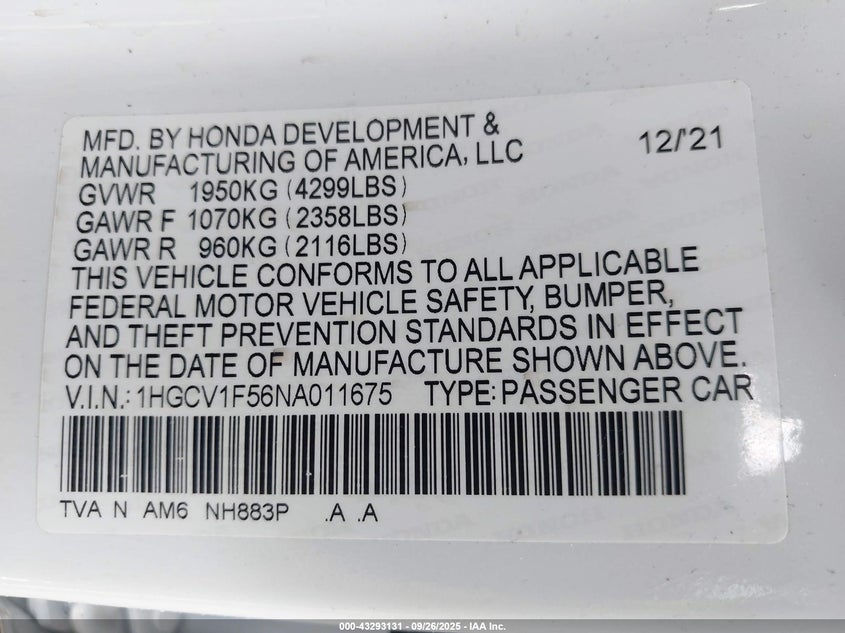 MFD. BY HONDA DEVELOPMENT &
MANUFACTURING OF AMERICA, LLC
12/'21
GVWR 1950KG (4299LBS)
GAWR F 1070KG (2358LBS)
GAWR R 960KG (2116LBS)
THIS VEHICLE CONFORMS TO ALL APPLICABLE
FEDERAL MOTOR VEHICLE SAFETY, BUMPER,
AND THEFT PREVENTION STANDARDS IN EFFECT
ON THE DATE OF MANUFACTURE SHOWN ABOVE.
V.I.N.: 1HGCV1F56NA011675 TYPE: PASSENGER CAR
TVA N AM6 NH883P .A .A
000-43293131 - 09/26/2025 - IAA Inc.